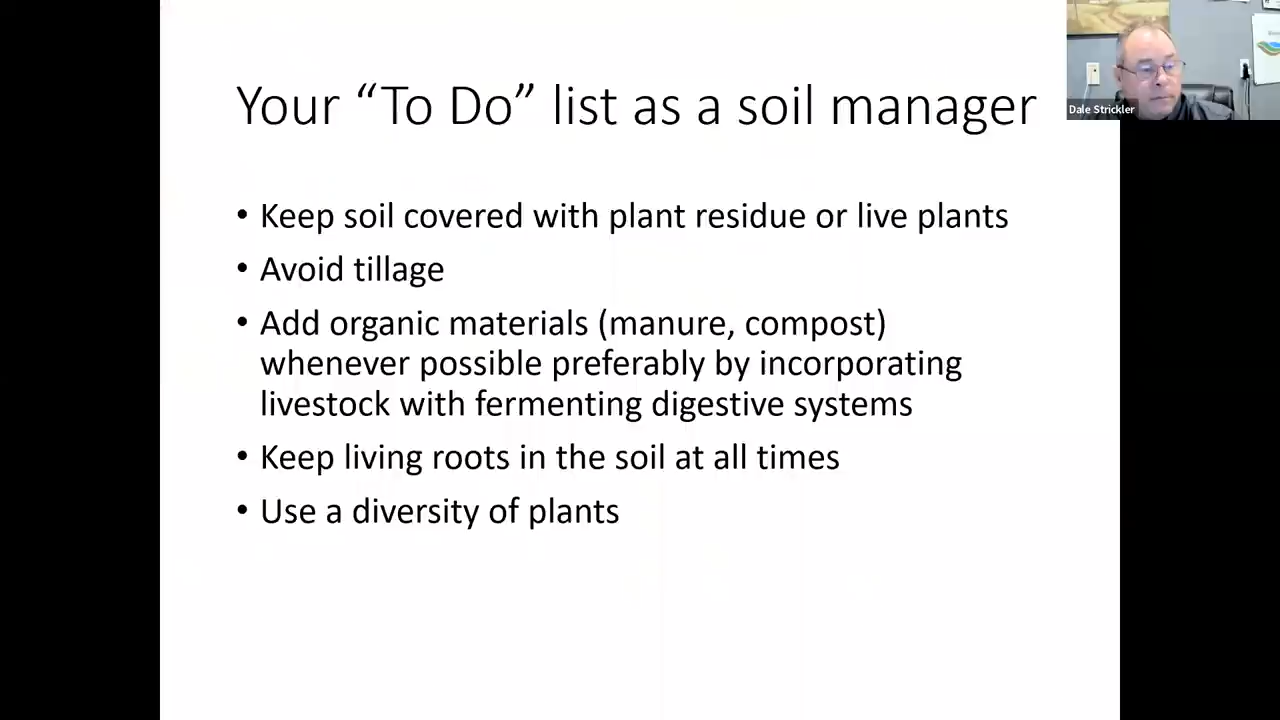 Your “To Do” list as a soil manager
Dale Strickler
• Keep soil covered with plant residue or live plants
• Avoid tillage
• Add organic materials (manure, compost)
whenever possible preferably by incorporating
livestock with fermenting digestive systems
• Keep living roots in the soil at all times
• Use a diversity of plants